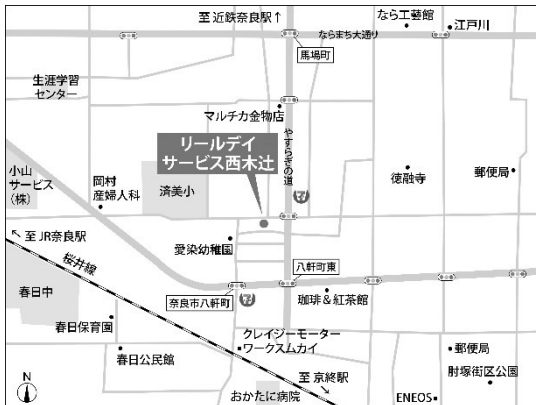 至 近鉄奈良駅↑
なら工藝館
江戸川
ならまち大通り
馬場町
生涯学習
センター
マルチカ金物店
リールデイ
サービス西木辻
やすらぎの道
小山
サービス
(株)
岡村
産婦人科
済美小
徳融寺
郵便局
愛染幼稚園
← 至 JR奈良駅
桜井線
八軒町東
春日中
奈良市八軒町
珈琲&紅茶館
春日保育園
クレイジーモーター
ワークスムカイ
春日公民館
郵便局
肘塚街区公園
至 京終駅
N
おかたに病院
ENEOS